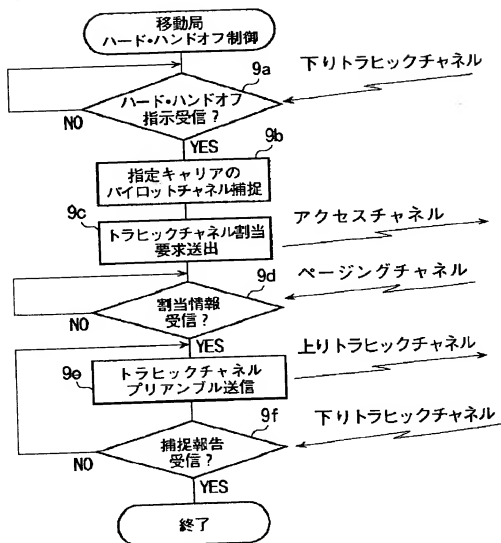 移動局
ハード・ハンドオフ制御
9a
下りトラヒックチャネル
ハード・ハンドオフ
指示受信?
NO
YES
9b
指定キャリアの
パイロットチャネル捕捉
9c
トラヒックチャネル割当
要求送出
アクセスチャネル
ページングチャネル
9d
割当情報
受信?
NO
YES
上りトラヒックチャネル
9e
トラヒックチャネル
プリアンブル送信
9f
下りトラヒックチャネル
捕捉報告
受信?
NO
YES
終了